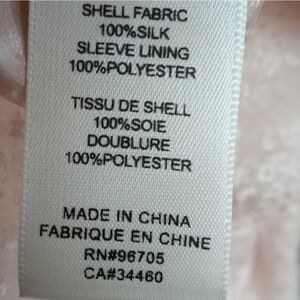 SHELL FABRIC
100%SILK
SLEEVE LINING
100%POLYESTER
TISSU DE SHELL
100%SOIE
DOUBLURE
100%POLYESTER
MADE IN CHINA
FABRIQUE EN CHINE
RN#96705
CA#34460